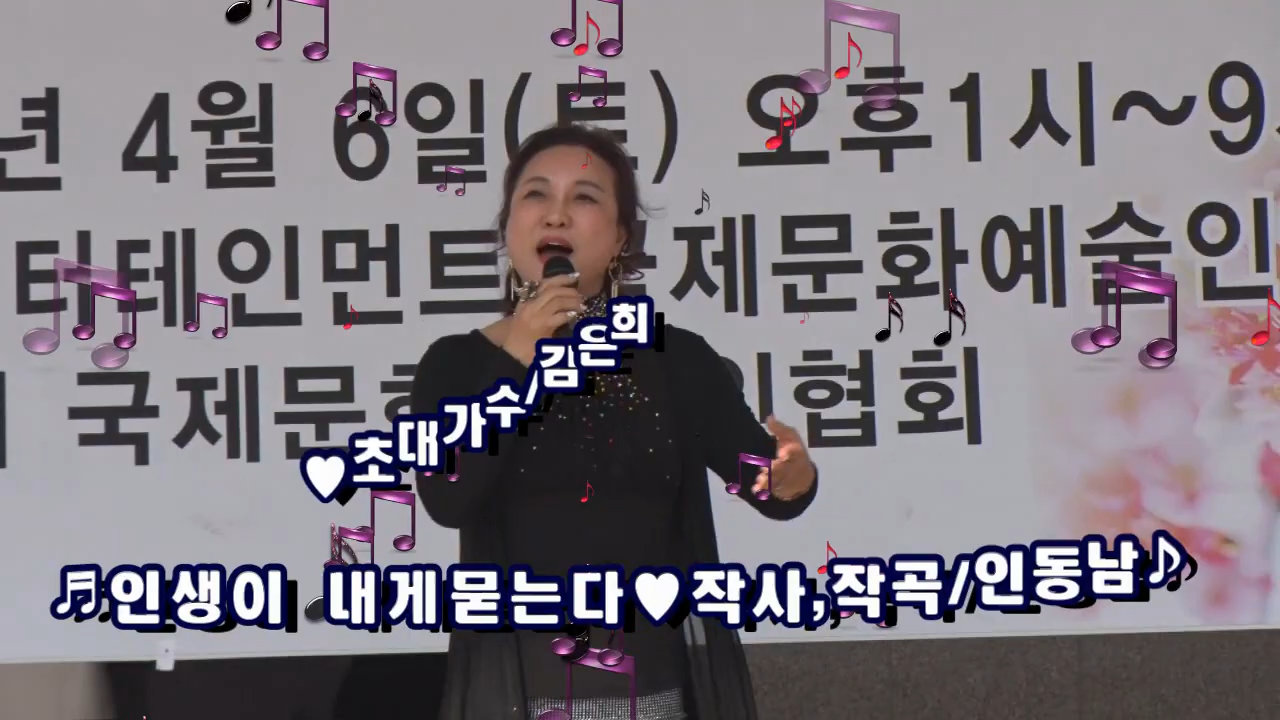 년 4월 6일(토) 오후1시~9
터테인먼트 국제문화예술인
국제문화 인협회
♥초대가수/김은희
♬인생이 내게묻는다♥작사,작곡/인동남♪